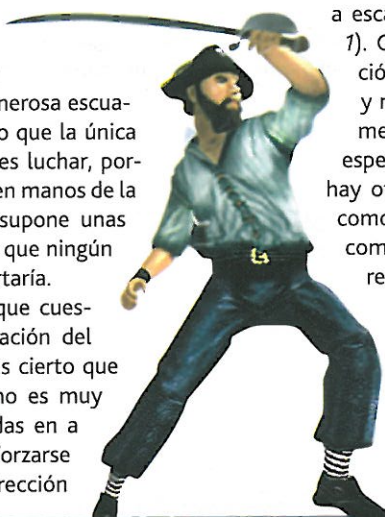 nerosa escua-
o que la única
es luchar, por-
en manos de la
supone unas
que ningún
rtaría.
que cues-
ación del
s cierto que
no es muy
das en a
forzarse
rección
a esca
1). C
ció
y n
me
espe
hay o
como
com
re